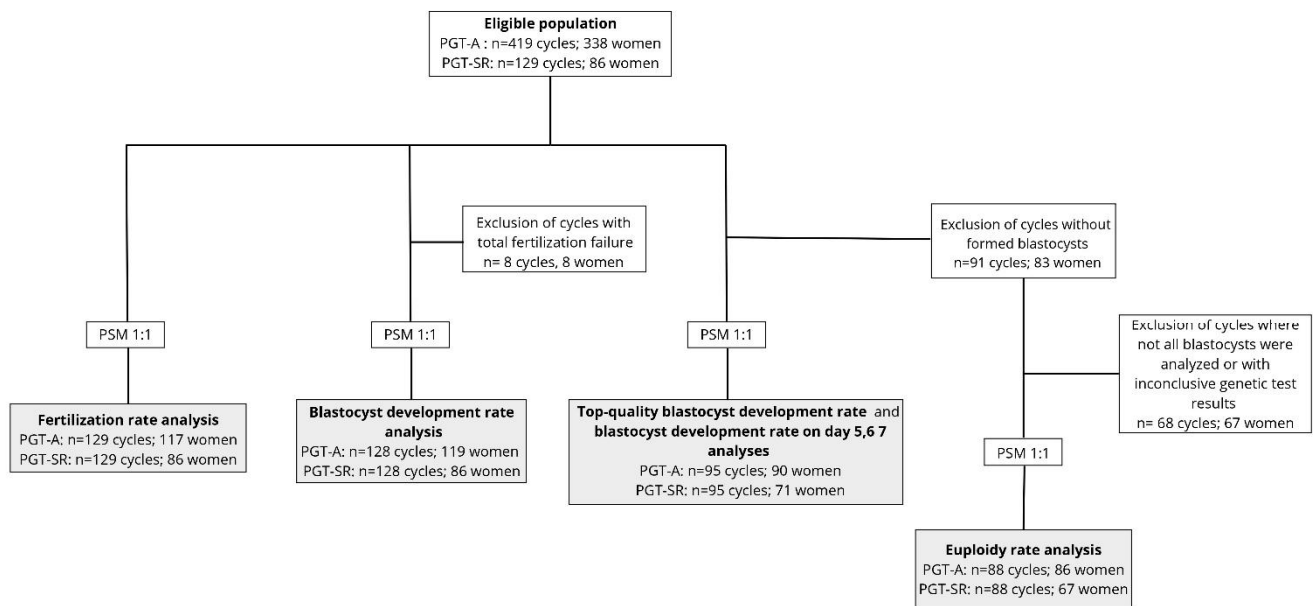 Eligible population
PGT-A : n=419 cycles; 338 women
PGT-SR: n=129 cycles; 86 women
Exclusion of cycles with
total fertilization failure
n= 8 cycles, 8 women
Exclusion of cycles without
formed blastocysts
n=91 cycles; 83 women
PSM 1:1
PSM 1:1
PSM 1:1
Exclusion of cycles where
not all blastocysts were
analyzed or with
inconclusive genetic test
results
n= 68 cycles; 67 women
Fertilization rate analysis
PGT-A: n=129 cycles; 117 women
PGT-SR: n=129 cycles; 86 women
Blastocyst development rate
analysis
PGT-A: n=128 cycles; 119 women
PGT-SR: n=128 cycles; 86 women
Top-quality blastocyst development rate and
blastocyst development rate on day 5,6 7
analyses
PGT-A: n=95 cycles; 90 women
PGT-SR: n=95 cycles; 71 women
PSM 1:1
Euploidy rate analysis
PGT-A: n=88 cycles; 86 women
PGT-SR: n=88 cycles; 67 women